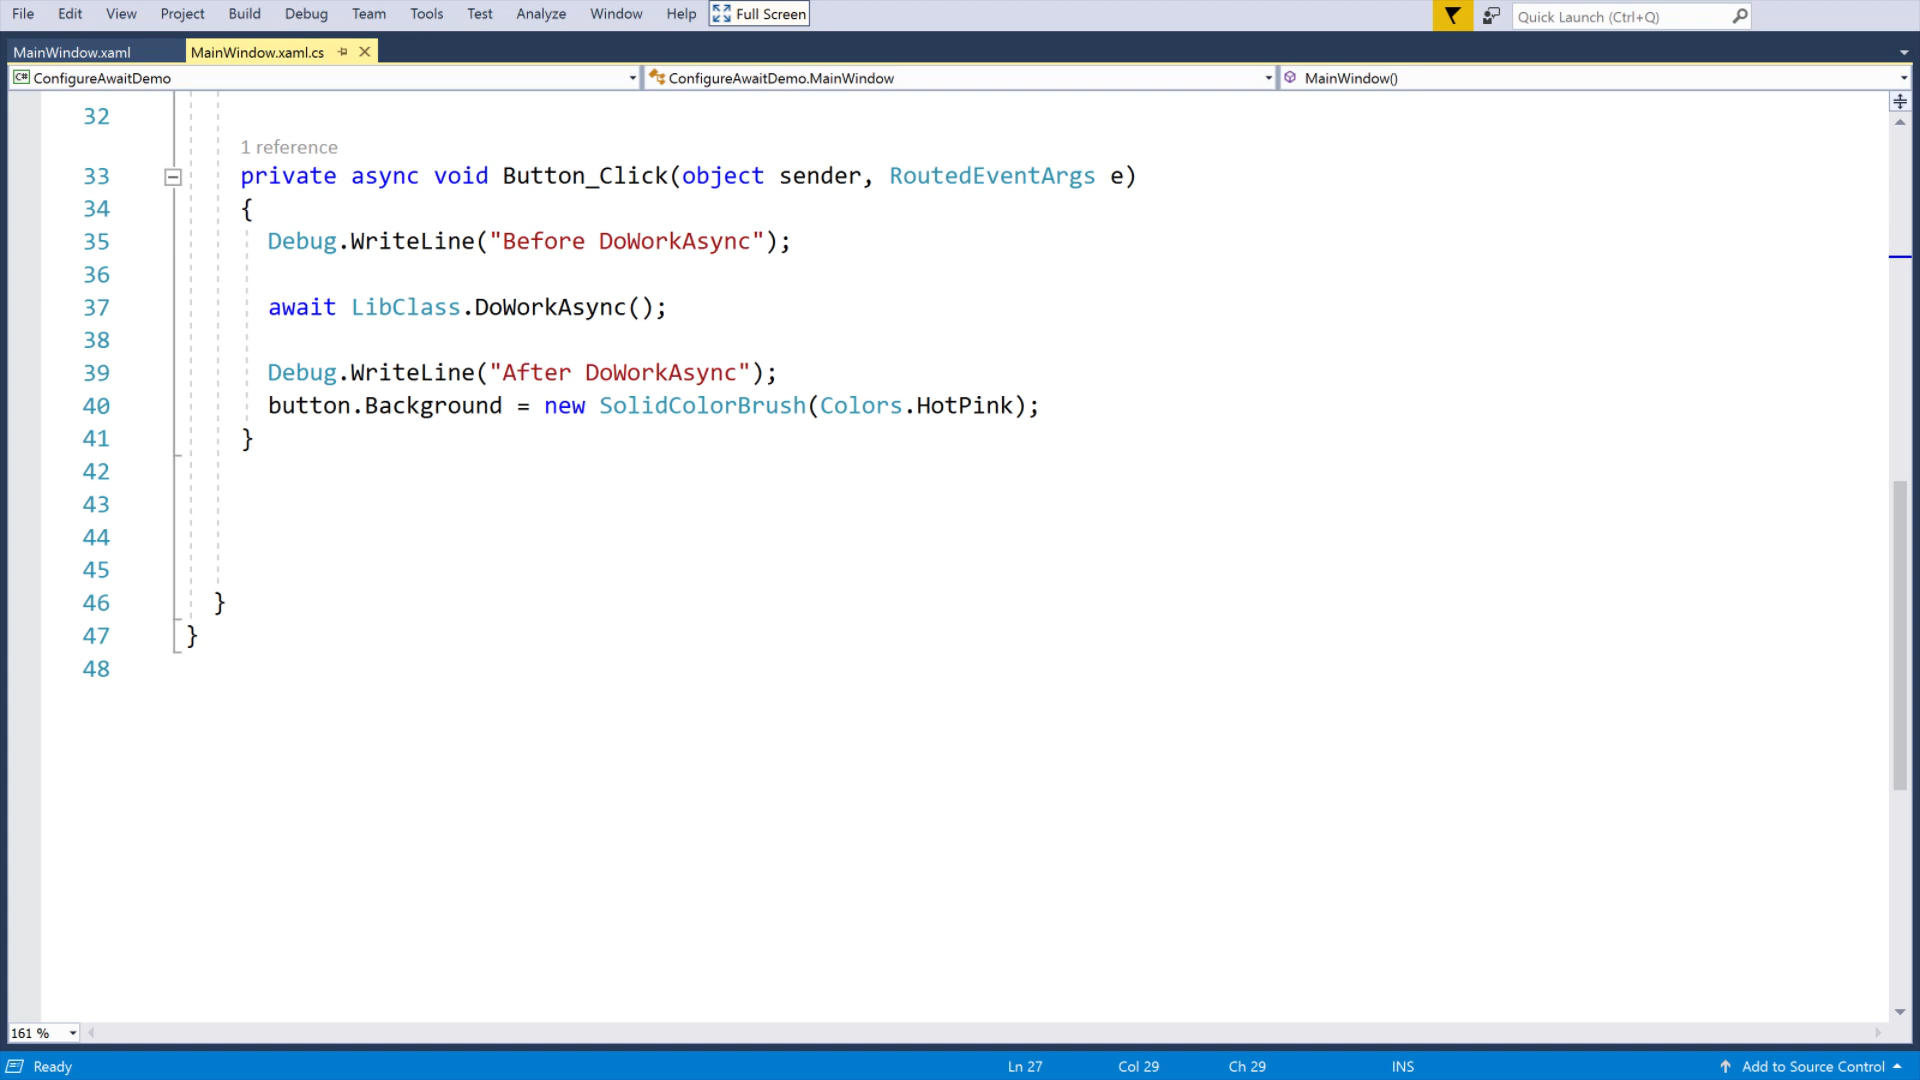 File Edit View Project Build Debug Team Tools Test Analyze Window Help Full Screen Quick Launch (Ctrl+Q)
MainWindow.xaml MainWindow.xaml.cs
C# ConfigureAwaitDemo ConfigureAwaitDemo.MainWindow MainWindow()
32
1 reference
33 private async void Button_Click(object sender, RoutedEventArgs e)
34 {
35 Debug.WriteLine("Before DoWorkAsync");
36
37 await LibClass.DoWorkAsync();
38
39 Debug.WriteLine("After DoWorkAsync");
40 button.Background = new SolidColorBrush(Colors.HotPink);
41 }
42
43
44
45
46 }
47 }
48
161 %
Ready Ln 27 Col 29 Ch 29 INS Add to Source Control